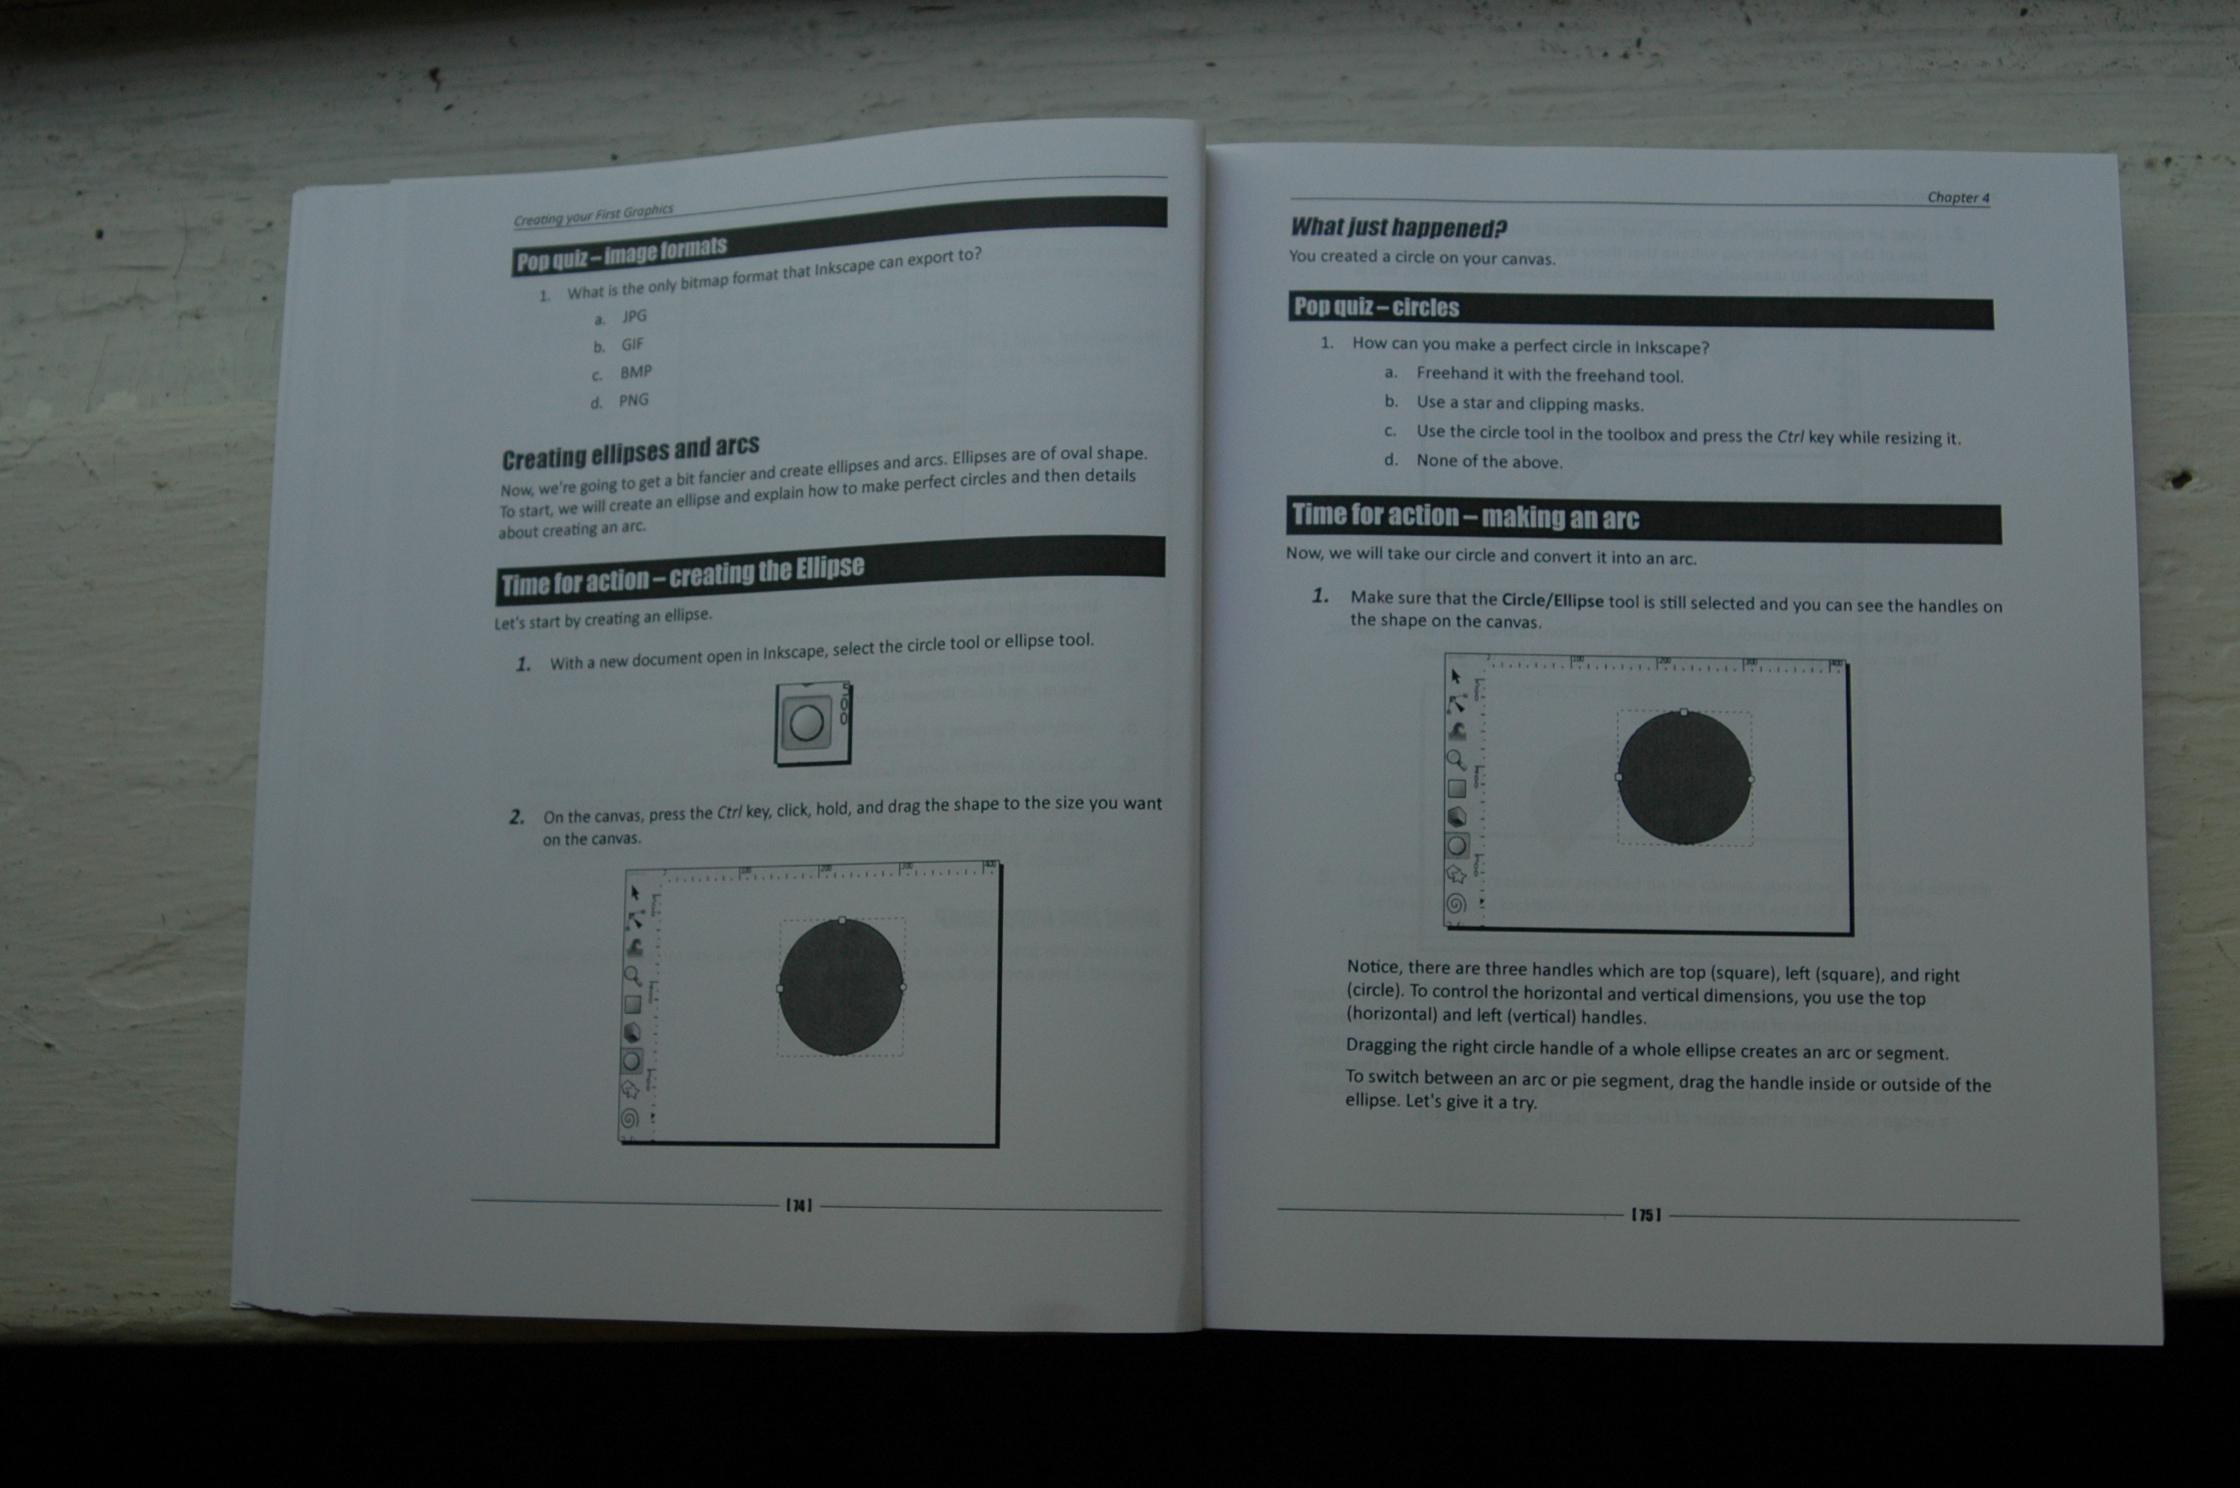 Creating your First Graphics
Pop quiz – image formats
1. What is the only bitmap format that Inkscape can export to?
a. JPG
b. GIF
c. BMP
d. PNG
Creating ellipses and arcs
Now, we're going to get a bit fancier and create ellipses and arcs. Ellipses are of oval shape.
To start, we will create an ellipse and explain how to make perfect circles and then details
about creating an arc.
Time for action – creating the Ellipse
Let's start by creating an ellipse.
1. With a new document open in Inkscape, select the circle tool or ellipse tool.
2. On the canvas, press the Ctrl key, click, hold, and drag the shape to the size you want
on the canvas.
[ 74 ]
Chapter 4
What just happened?
You created a circle on your canvas.
Pop quiz – circles
1. How can you make a perfect circle in Inkscape?
a. Freehand it with the freehand tool.
b. Use a star and clipping masks.
c. Use the circle tool in the toolbox and press the Ctrl key while resizing it.
d. None of the above.
Time for action – making an arc
Now, we will take our circle and convert it into an arc.
1. Make sure that the Circle/Ellipse tool is still selected and you can see the handles on
the shape on the canvas.
Notice, there are three handles which are top (square), left (square), and right
(circle). To control the horizontal and vertical dimensions, you use the top
(horizontal) and left (vertical) handles.
Dragging the right circle handle of a whole ellipse creates an arc or segment.
To switch between an arc or pie segment, drag the handle inside or outside of the
ellipse. Let's give it a try.
[ 75 ]